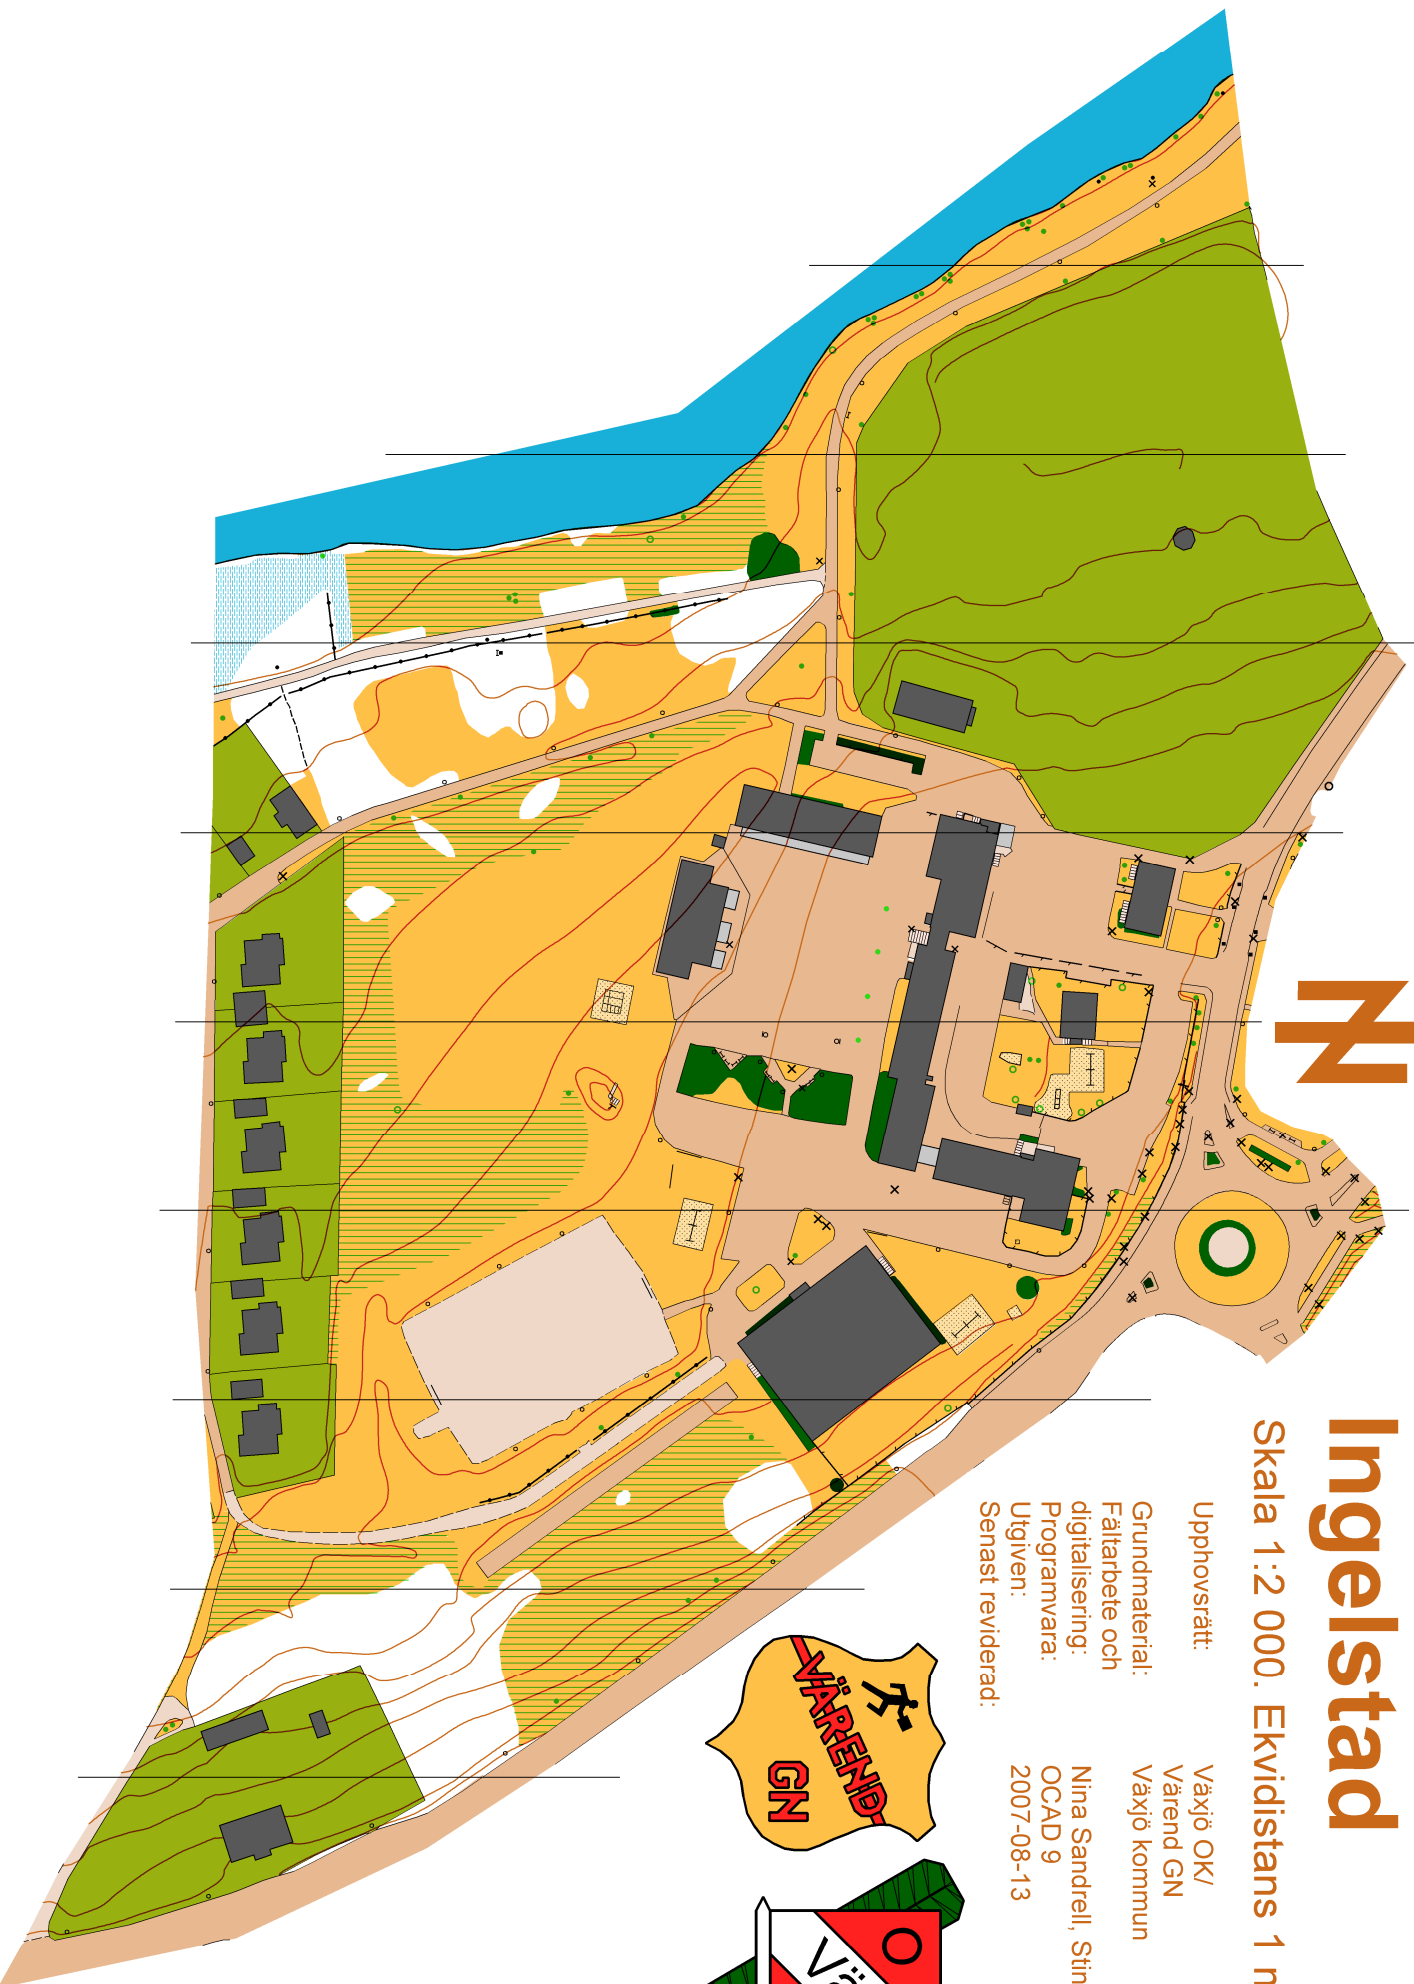 Ingelstad
Skala 1:2 000. Ekvidistans 1
Upphovsrätt: Växjö OK/
Värend GN
Grundmaterial: Växjö kommun
Fältarbete och
digitalisering: Nina Sandrell,
Programvara: OCAD 9
Utgiven: 2007-08-13
Senast reviderad:
VÄREND
GN
O
Vä